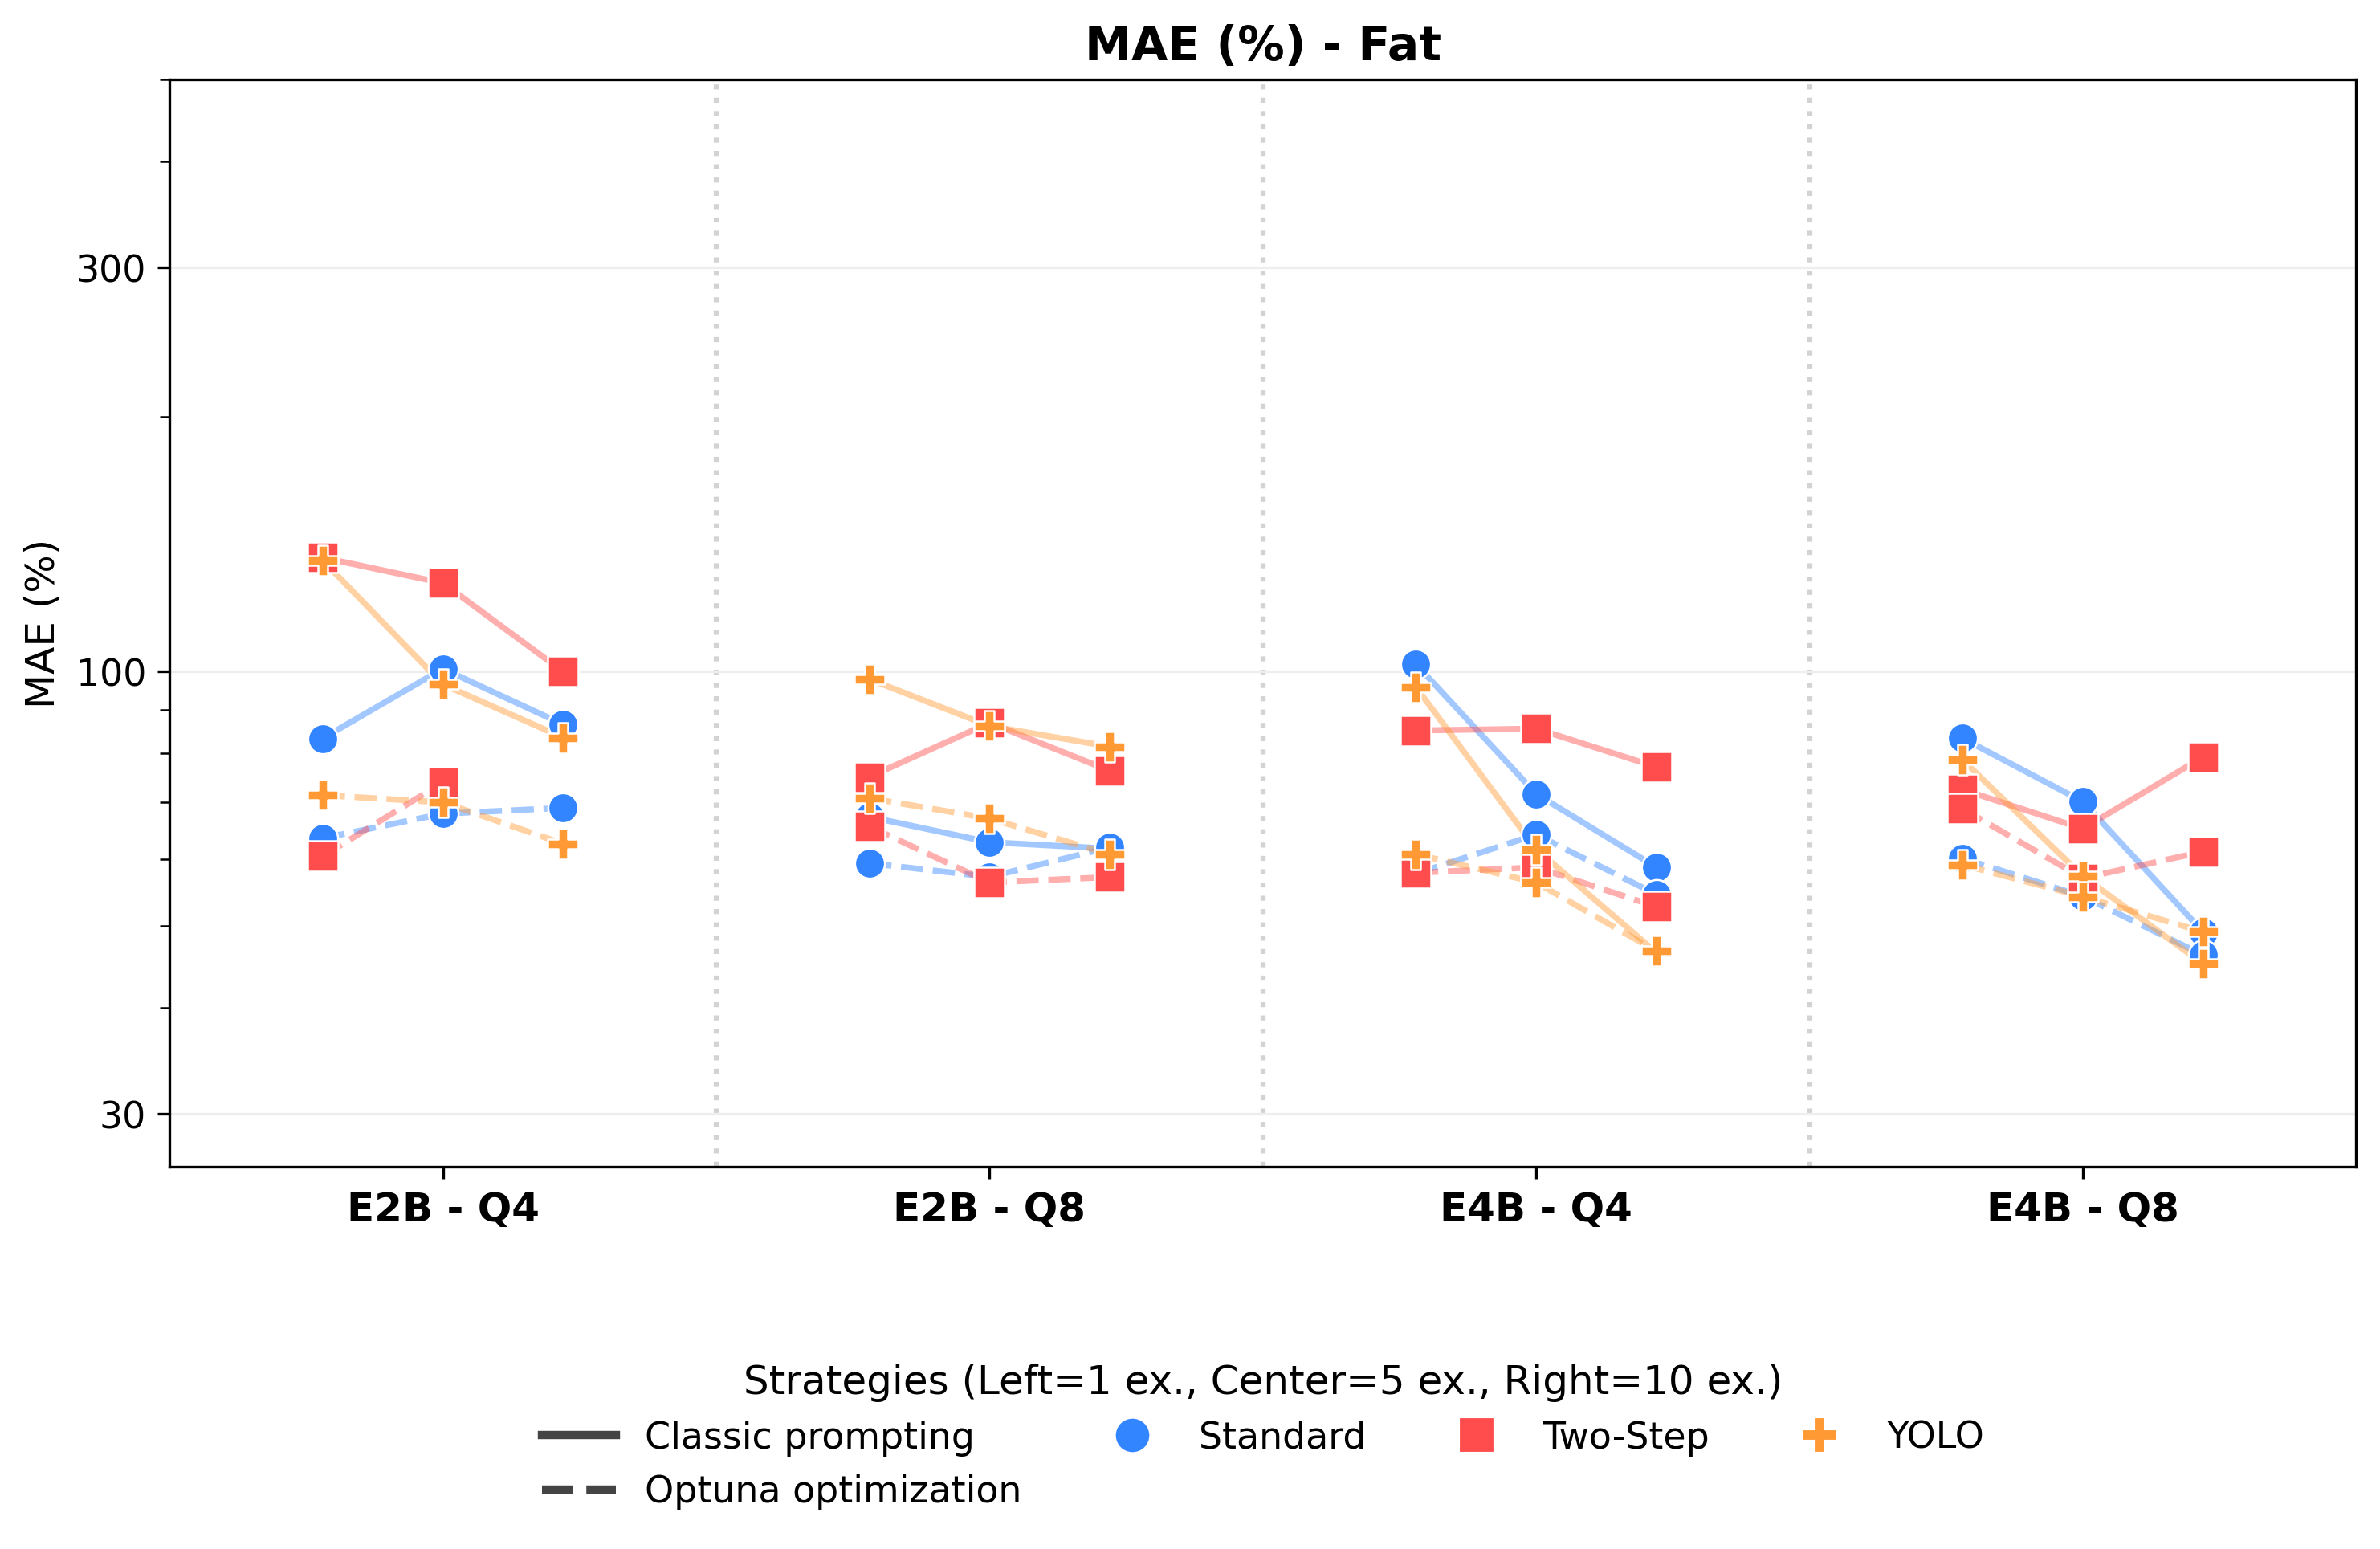 MAE (%) - Fat
MAE (%)
300
100
30
E2B - Q4
E2B - Q8
E4B - Q4
E4B - Q8
Strategies (Left=1 ex., Center=5 ex., Right=10 ex.)
Classic prompting
Optuna optimization
Standard
Two-Step
YOLO